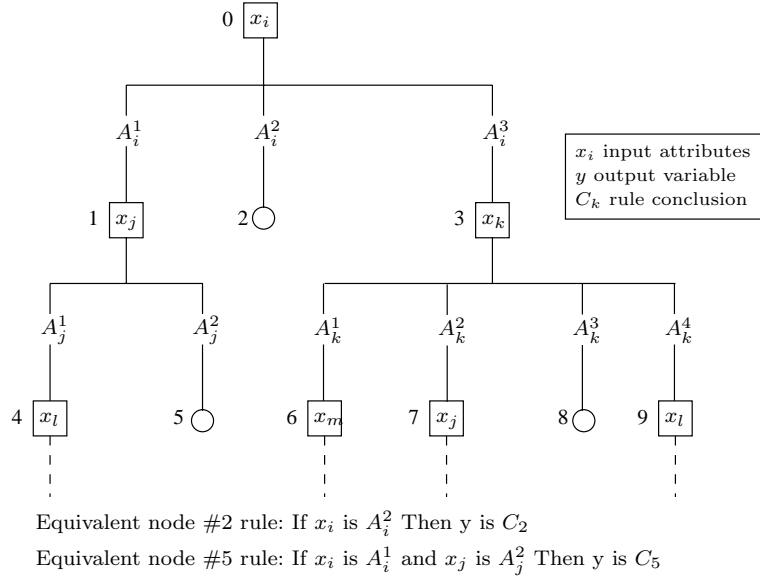 0 $x_i$
$A_i^1$ $A_i^2$ $A_i^3$
$x_i$ input attributes
$y$ output variable
$C_k$ rule conclusion
1 $x_j$ 2 3 $x_k$
$A_j^1$ $A_j^2$ $A_k^1$ $A_k^2$ $A_k^3$ $A_k^4$
4 $x_l$ 5 6 $x_m$ 7 $x_j$ 8 9 $x_l$
Equivalent node #2 rule: If $x_i$ is $A_i^2$ Then y is $C_2$
Equivalent node #5 rule: If $x_i$ is $A_i^1$ and $x_j$ is $A_j^2$ Then y is $C_5$